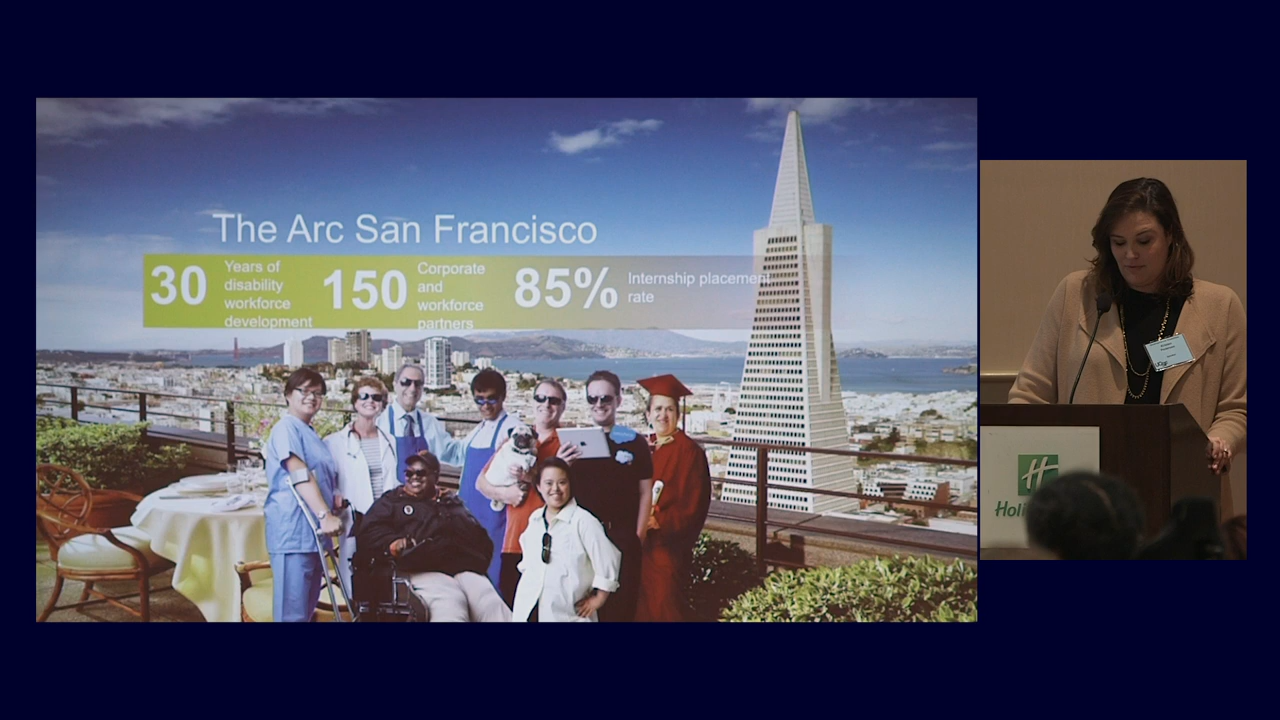 The Arc San Francisco
30
Years of
disability
workforce
development
150
Corporate
and
workforce
partners
85%
Internship placement
rate
H